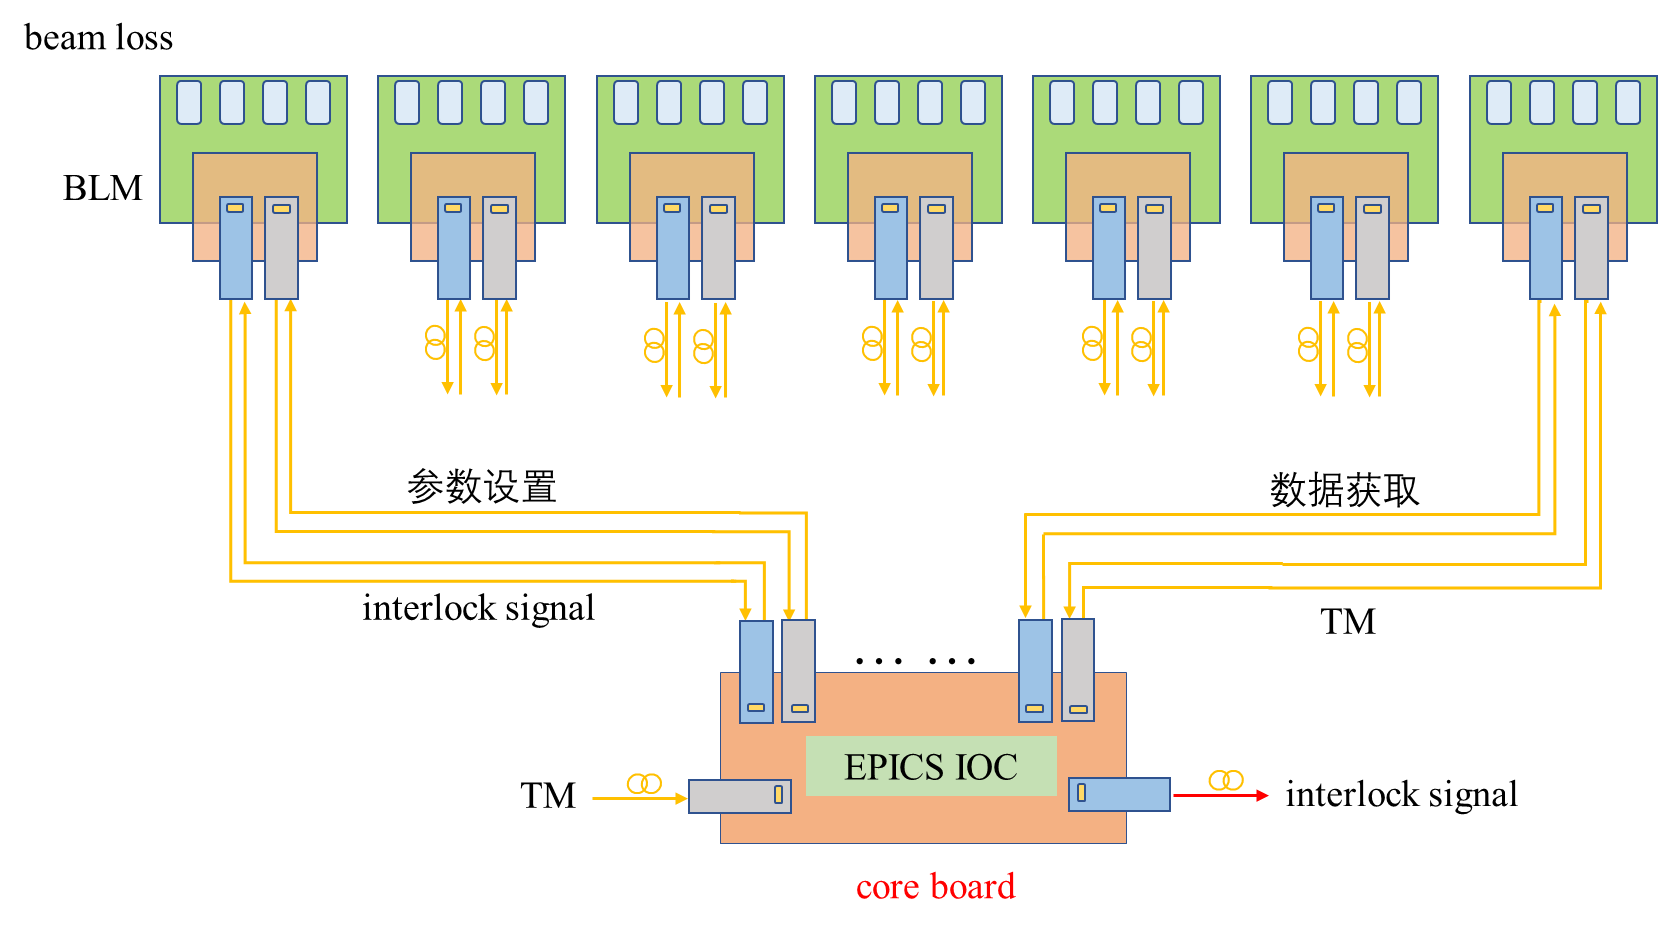 beam loss
BLM
参数设置
数据获取
interlock signal
TM
... ...
EPICS IOC
TM
interlock signal
core board